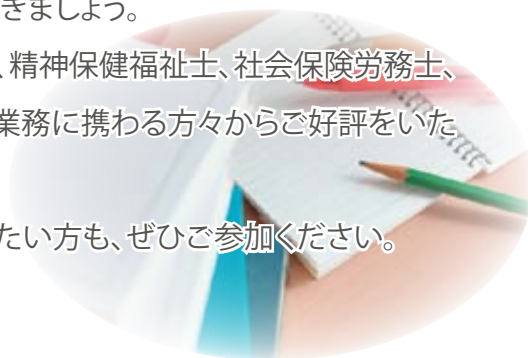 きましょう。
、精神保健福祉士、社会保険労務士、
業務に携わる方々からご好評をいた
たい方も、ぜひご参加ください。